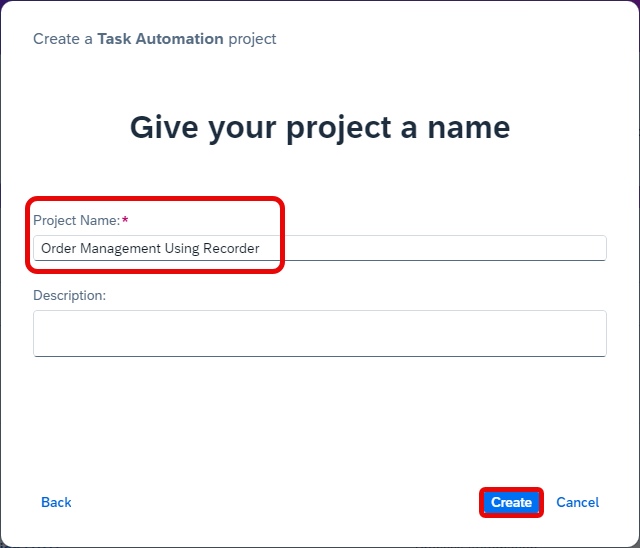 Create a Task Automation project
Give your project a name
Project Name:*
Order Management Using Recorder
Description:
Back
Create
Cancel